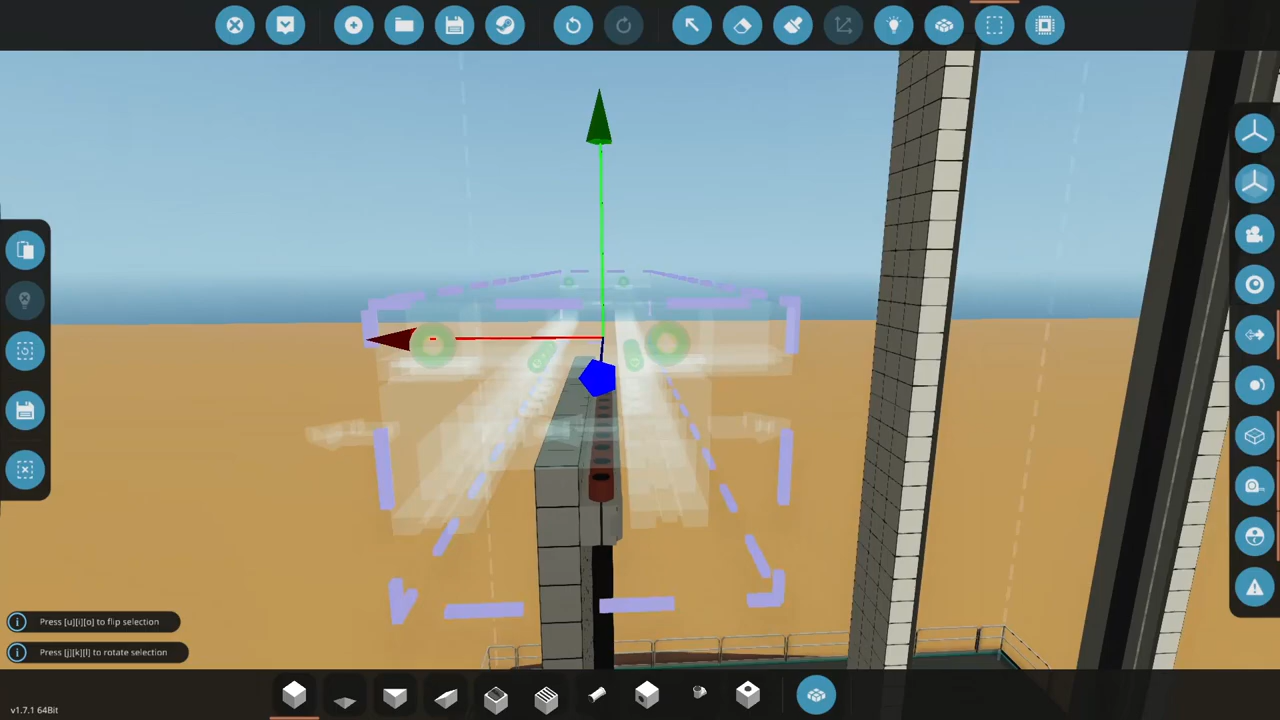 Press [u][i][o] to flip selection
Press [j][k][l] to rotate selection
v1.7.1 64Bit